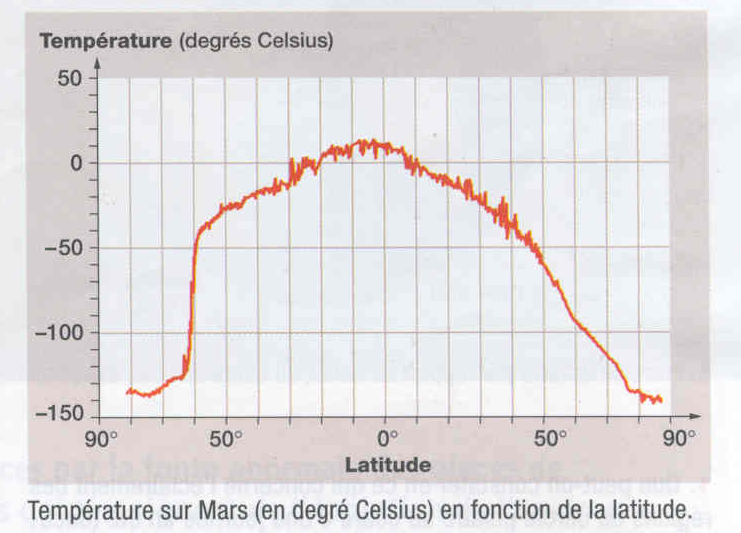 Température (degrés Celsius)
50
0
–50
–100
–150
90° 50° 0° 50° 90°
Latitude
Température sur Mars (en degré Celsius) en fonction de la latitude.